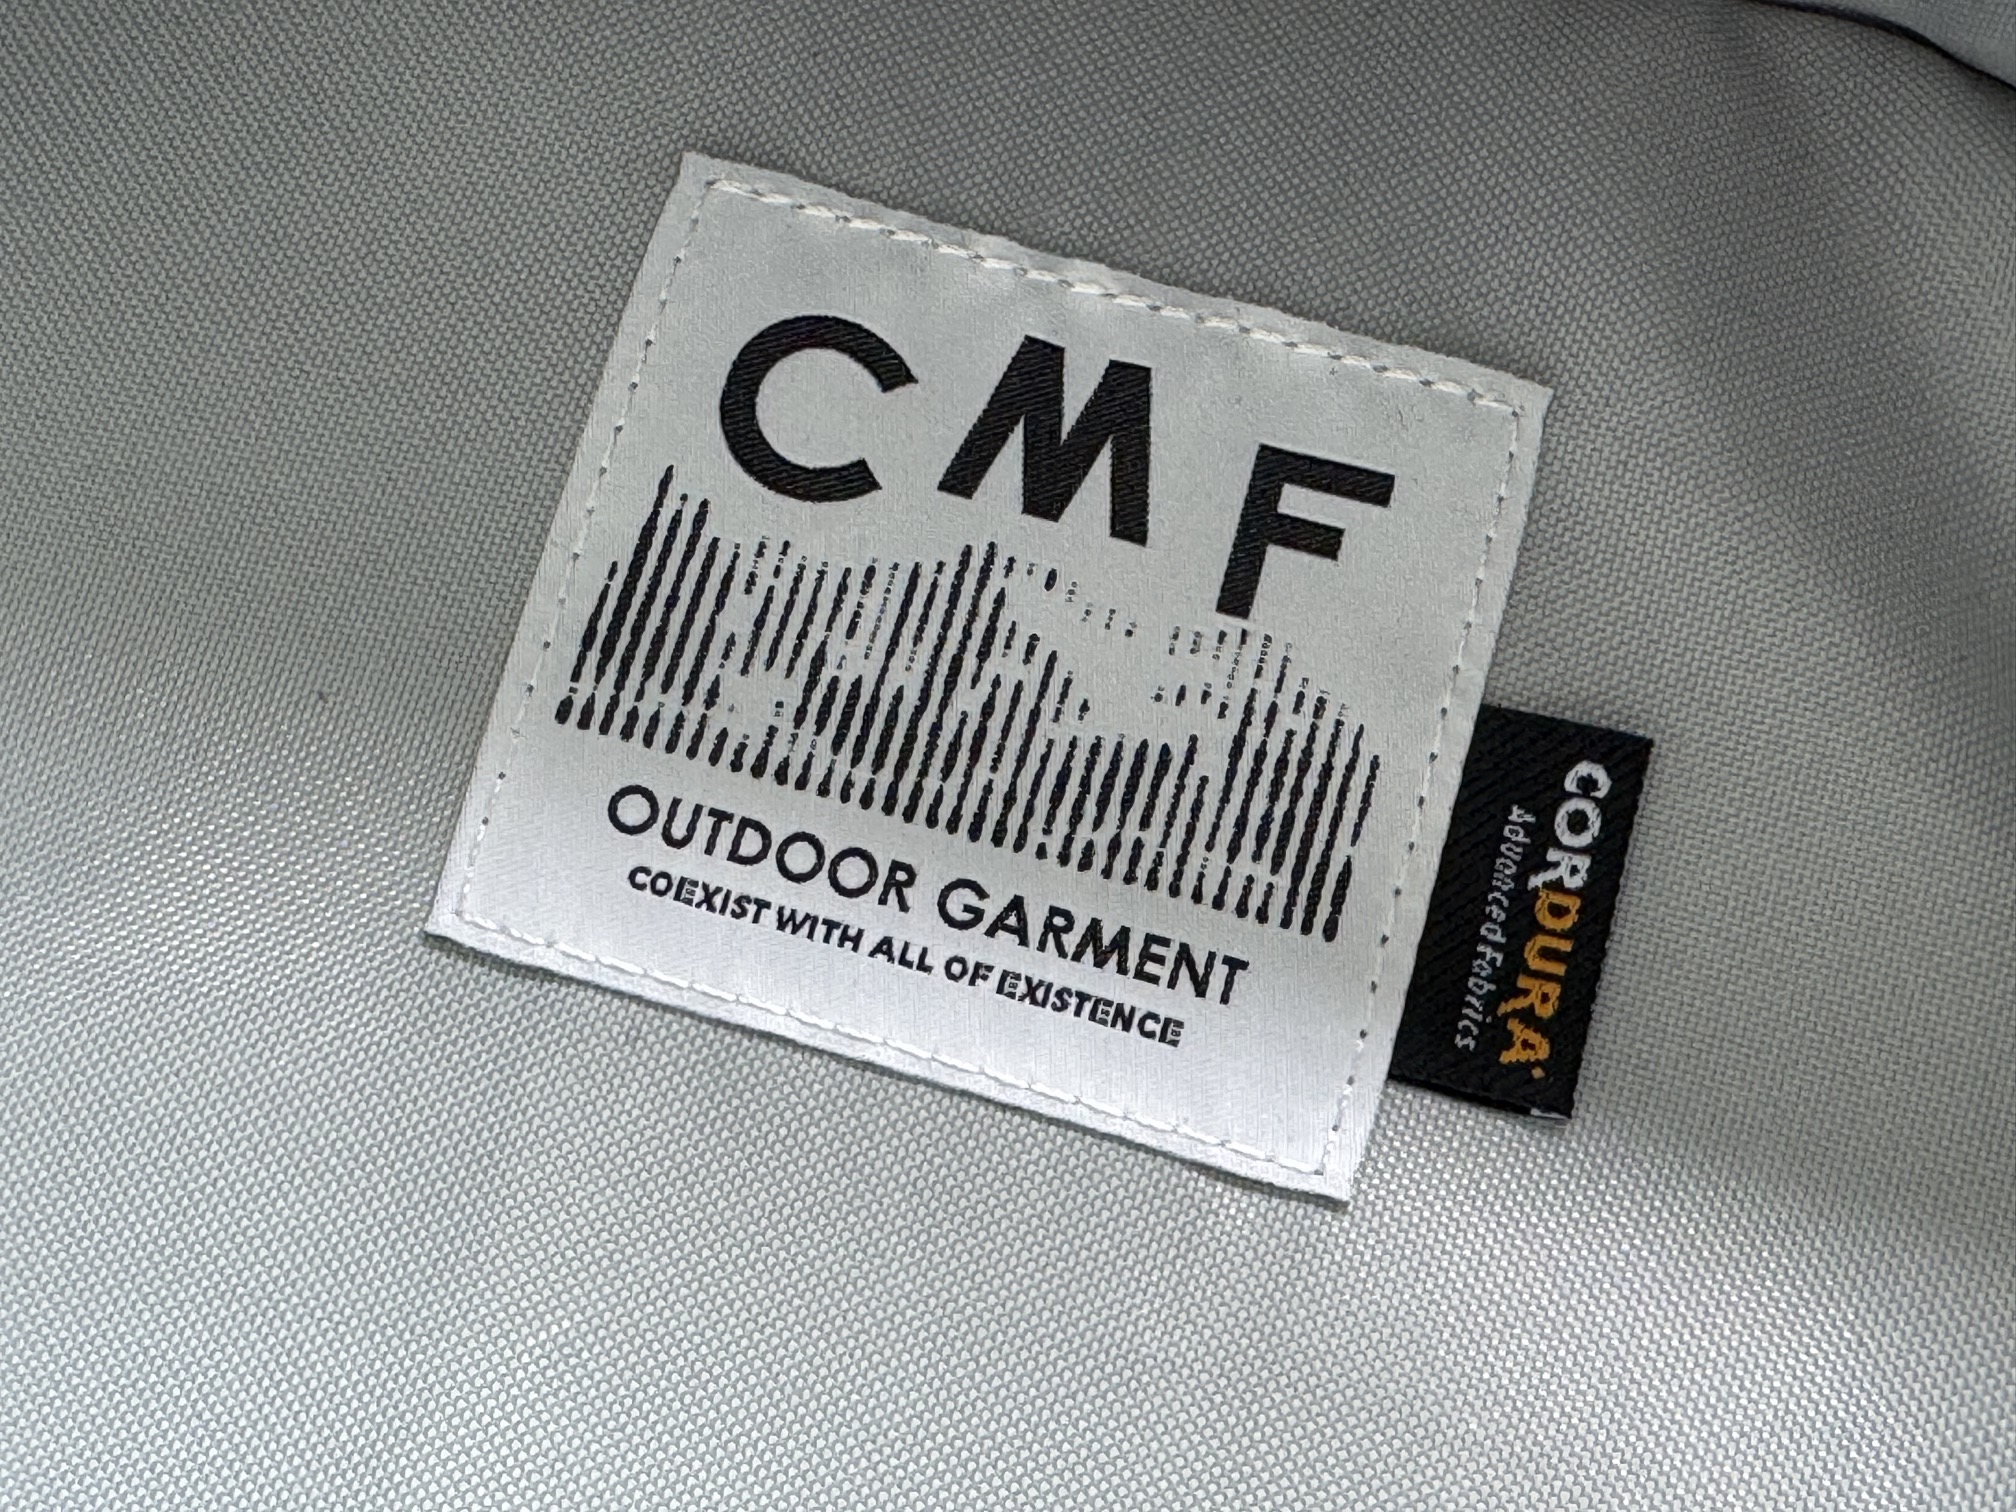 CMF
OUTDOOR GARMENT
COEXIST WITH ALL OF EXISTENCE
CORDURA
Advanced Fabrics